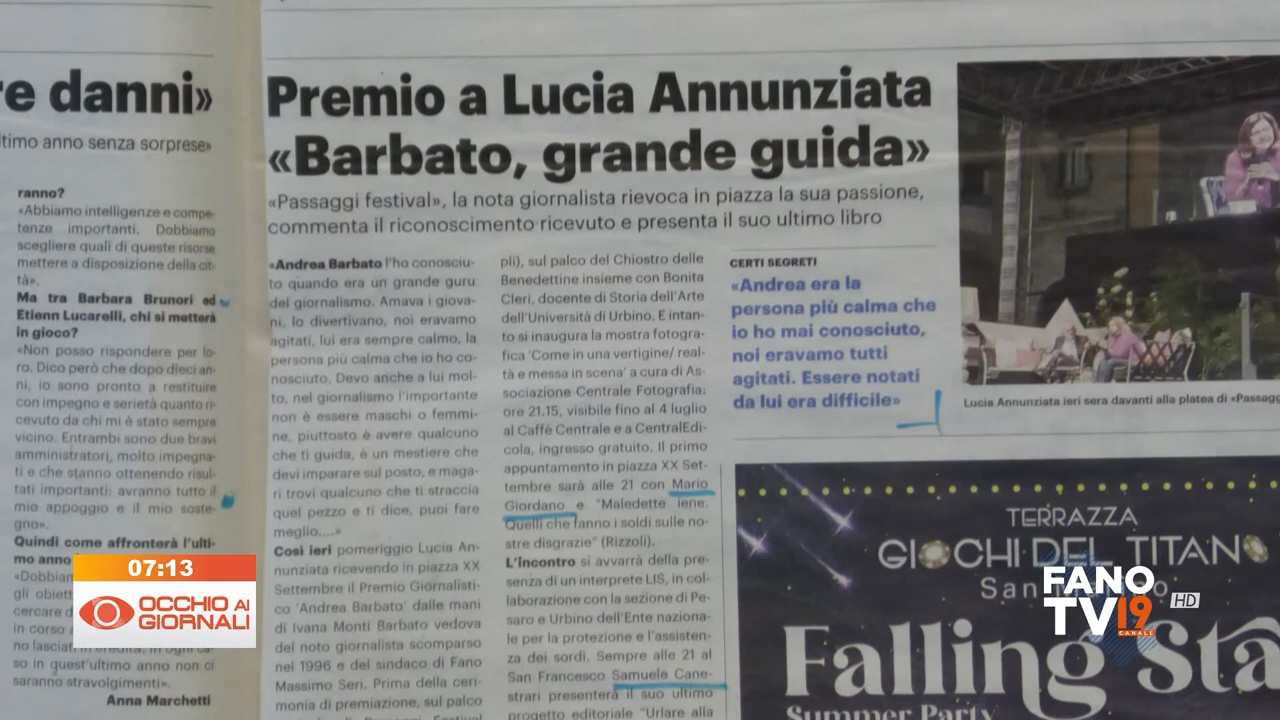 re danni»
ltimo anno senza sorprese»
ranno?
«Abbiamo intelligenze e compe-
tenze importanti. Dobbiamo
scegliere quali di queste risorse
mettere a disposizione della cit-
tà».
Ma tra Barbara Brunori ed
Etienn Lucarelli, chi si metterà
in gioco?
«Non posso rispondere per lo-
ro. Dico però che dopo dieci an-
ni, io sono pronto a restituire
con impegno e serietà quanto ri-
cevuto da chi mi è stato sempre
vicino. Entrambi sono due bravi
amministratori, molto impegna-
ti e che stanno ottenendo risul-
tati importanti: avranno tutto il
mio appoggio e il mio soste-
gno».
Quindi come affronterà l'ulti-
mo anno
«Dobbiam
gli obiett
cercare d
in corso a
no lasciati in eredità, in ogni ca-
so in quest'ultimo anno non ci
saranno stravolgimenti».
Anna Marchetti
Premio a Lucia Annunziata
«Barbato, grande guida»
«Passaggi festival», la nota giornalista rievoca in piazza la sua passione,
commenta il riconoscimento ricevuto e presenta il suo ultimo libro
«Andrea Barbato l'ho conosciu-
to quando era un grande guru
del giornalismo. Amava i giova-
ni, lo divertivano, noi eravamo
agitati, lui era sempre calmo, la
persona più calma che io ho co-
nosciuto. Devo anche a lui mol-
to, nel giornalismo l'importante
non è essere maschi o femmi-
ne, piuttosto è avere qualcuno
che ti guida, è un mestiere che
devi imparare sul posto, e maga-
ri trovi qualcuno che ti straccia
quel pezzo e ti dice, puoi fare
meglio....»
Così ieri pomeriggio Lucia An-
nunziata ricevendo in piazza XX
Settembre il Premio Giornalisti-
co 'Andrea Barbato' dalle mani
di Ivana Monti Barbato vedova
del noto giornalista scomparso
nel 1996 e del sindaco di Fano
Massimo Seri. Prima della ceri-
monia di premiazione, sul palco
pli), sul palco del Chiostro delle
Benedettine insieme con Bonita
Cleri, docente di Storia dell'Arte
dell'Università di Urbino. E intan-
to si inaugura la mostra fotogra-
fica 'Come in una vertigine/ real-
tà e messa in scena' a cura di As-
sociazione Centrale Fotografia:
ore 21.15, visibile fino al 4 luglio
al Caffè Centrale e a CentralEdi-
cola, ingresso gratuito. Il primo
appuntamento in piazza XX Set-
tembre sarà alle 21 con Mario
Giordano e "Maledette iene.
Quelli che fanno i soldi sulle no-
stre disgrazie" (Rizzoli).
L'incontro si avvarrà della pre-
senza di un interprete LIS, in col-
laborazione con la sezione di Pe-
saro e Urbino dell'Ente naziona-
le per la protezione e l'assisten-
za dei sordi. Sempre alle 21 al
San Francesco Samuele Cane-
strari presenterà il suo ultimo
progetto editoriale "Urlare alla
CERTI SEGRETI
«Andrea era la
persona più calma che
io ho mai conosciuto,
noi eravamo tutti
agitati. Essere notati
da lui era difficile»
Lucia Annunziata ieri sera davanti alla platea di «Passagg
TERRAZZA
GIOCHI DEL TITANO
San
Falling Sta
Summer Party
07:13
OCCHIO AI
GIORNALI
FANO
TV19 HD
CANALE